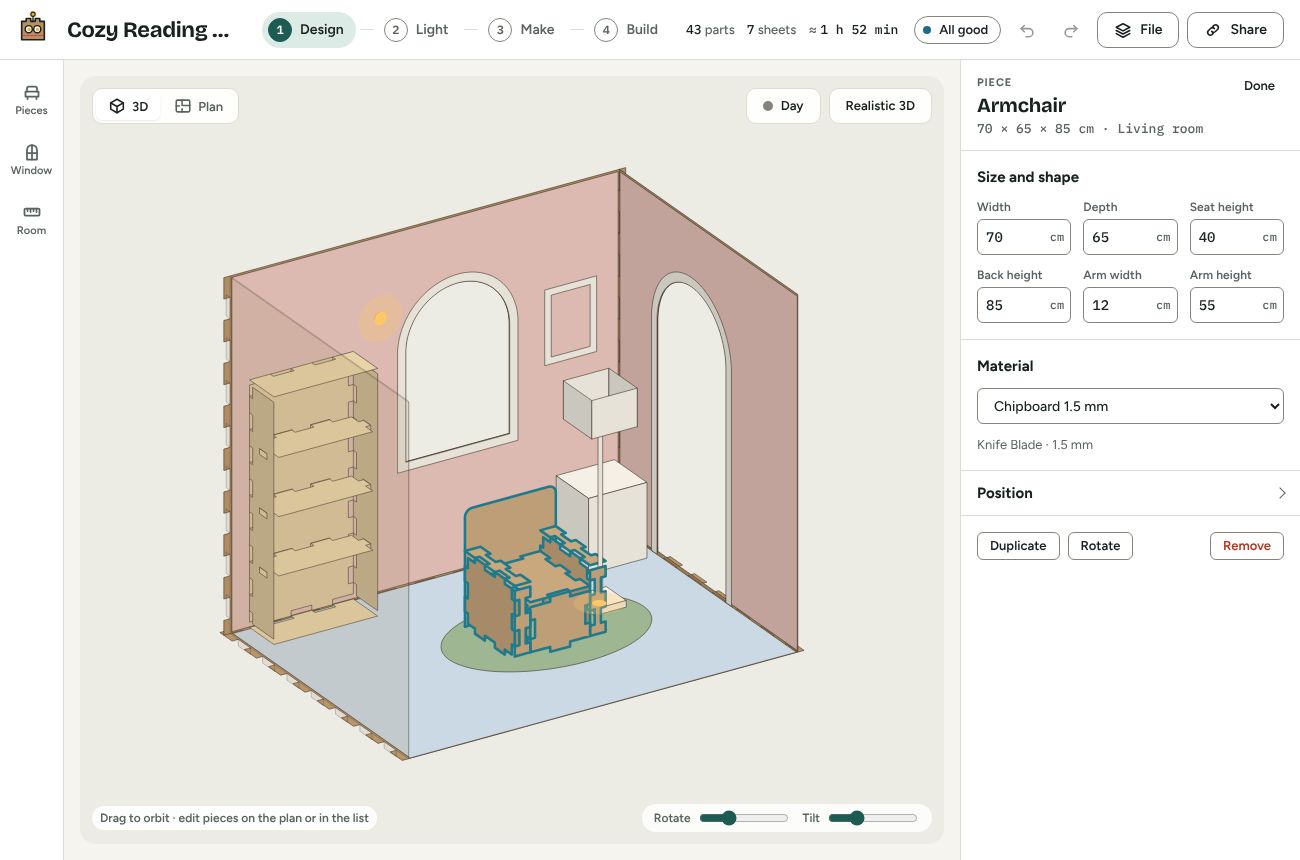 Cozy Reading ...
1 Design
2 Light
3 Make
4 Build
43 parts 7 sheets ≈ 1 h 52 min
All good
File
Share
Pieces
Window
Room
3D
Plan
Day
Realistic 3D
PIECE
Done
Armchair
70 × 65 × 85 cm · Living room
Size and shape
Width Depth Seat height
70 cm 65 cm 40 cm
Back height Arm width Arm height
85 cm 12 cm 55 cm
Material
Chipboard 1.5 mm
Knife Blade · 1.5 mm
Position
Duplicate Rotate Remove
Drag to orbit · edit pieces on the plan or in the list
Rotate Tilt